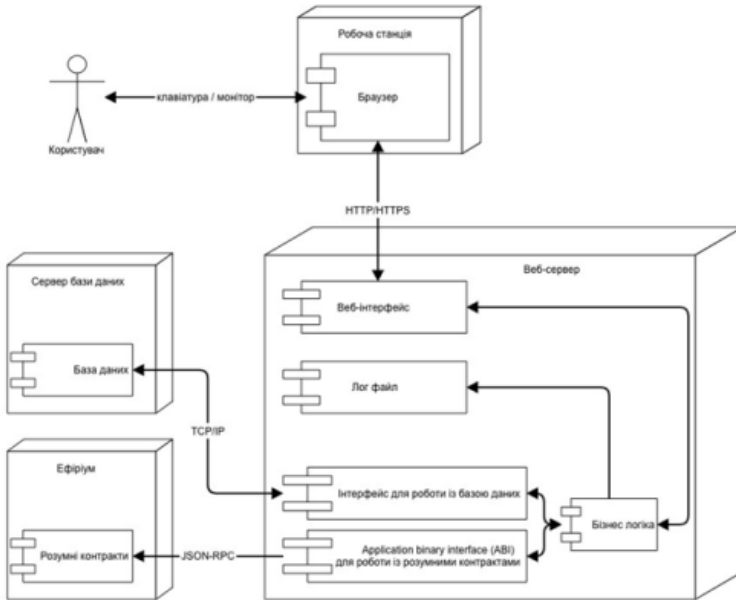 Робоча станція
Браузер
клавіатура / монітор
Користувач
HTTP/HTTPS
Веб-сервер
Сервер бази даних
Веб-інтерфейс
База даних
Лог файл
TCP/IP
Ефіріум
Інтерфейс для роботи із базою даних
Бізнес логіка
Розумні контракти
JSON-RPC
Application binary interface (ABI)
для роботи із розумними контрактами